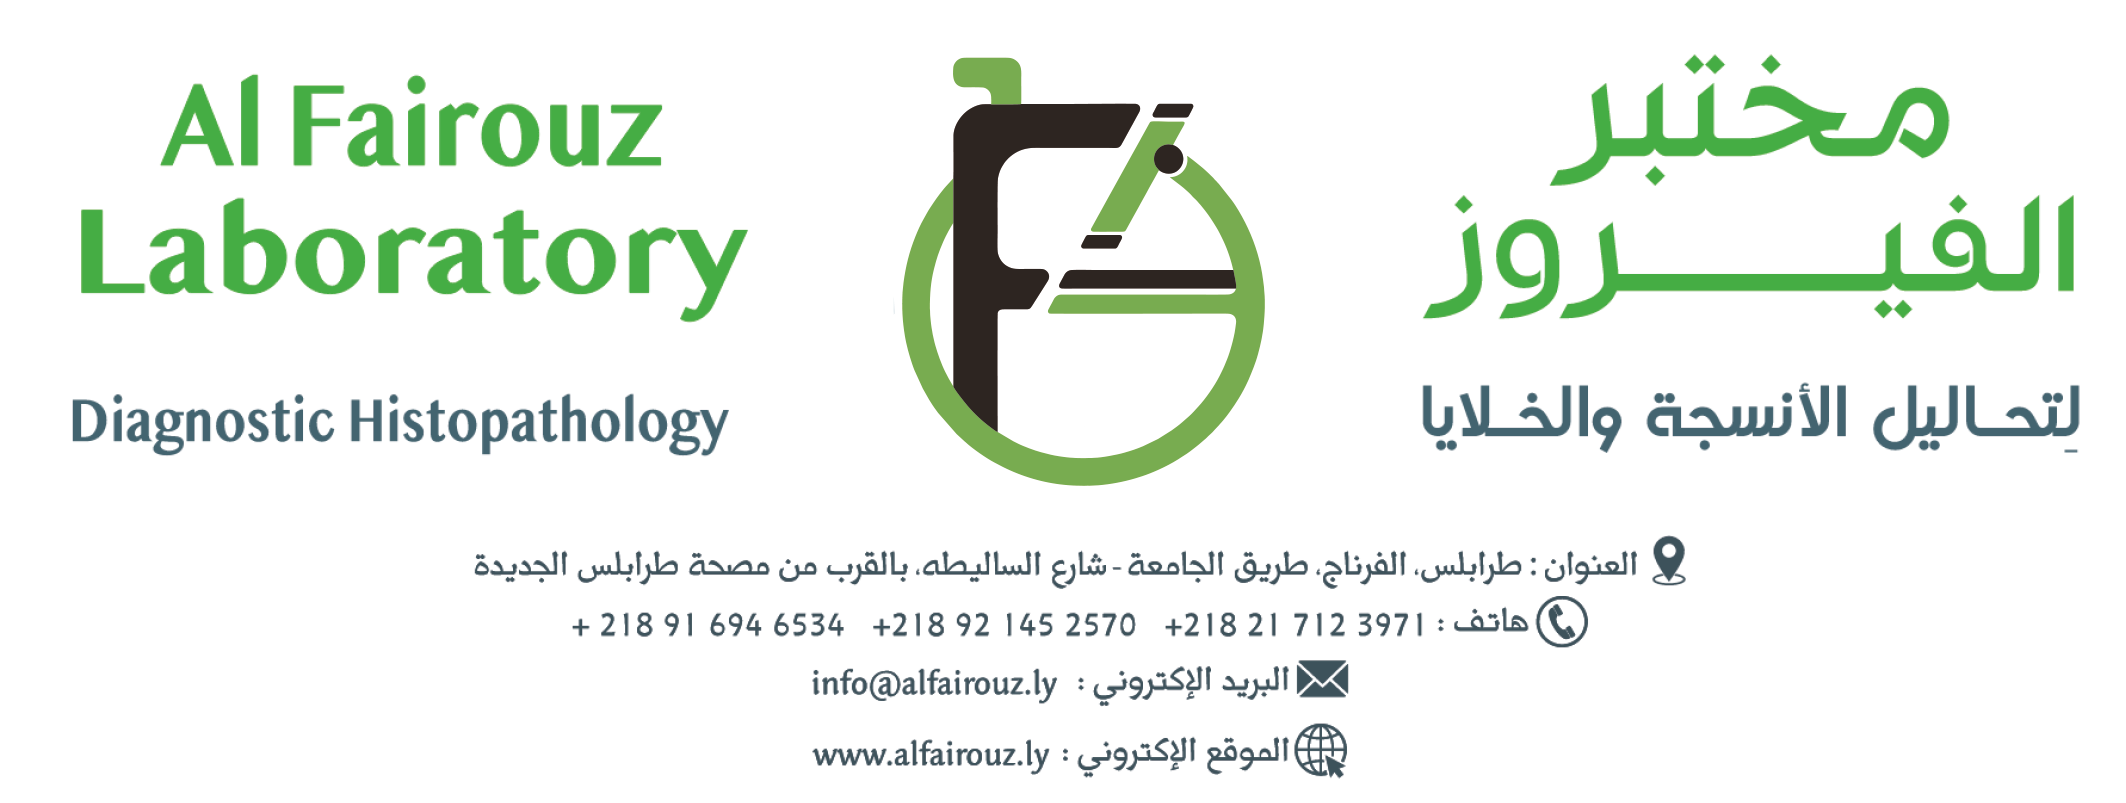 Al Fairouz
Laboratory
Diagnostic Histopathology
مختبر
الفيـــروز
لِتحـاليل الأنسجة والخـلايا
العنوان : طرابلس، الفرناج، طريق الجامعة - شارع الساليطه، بالقرب من مصحة طرابلس الجديدة
هاتف : +218 21 712 3971 +218 92 145 2570 + 218 91 694 6534
البريد الإكتروني : info@alfairouz.ly
الموقع الإكتروني : www.alfairouz.ly